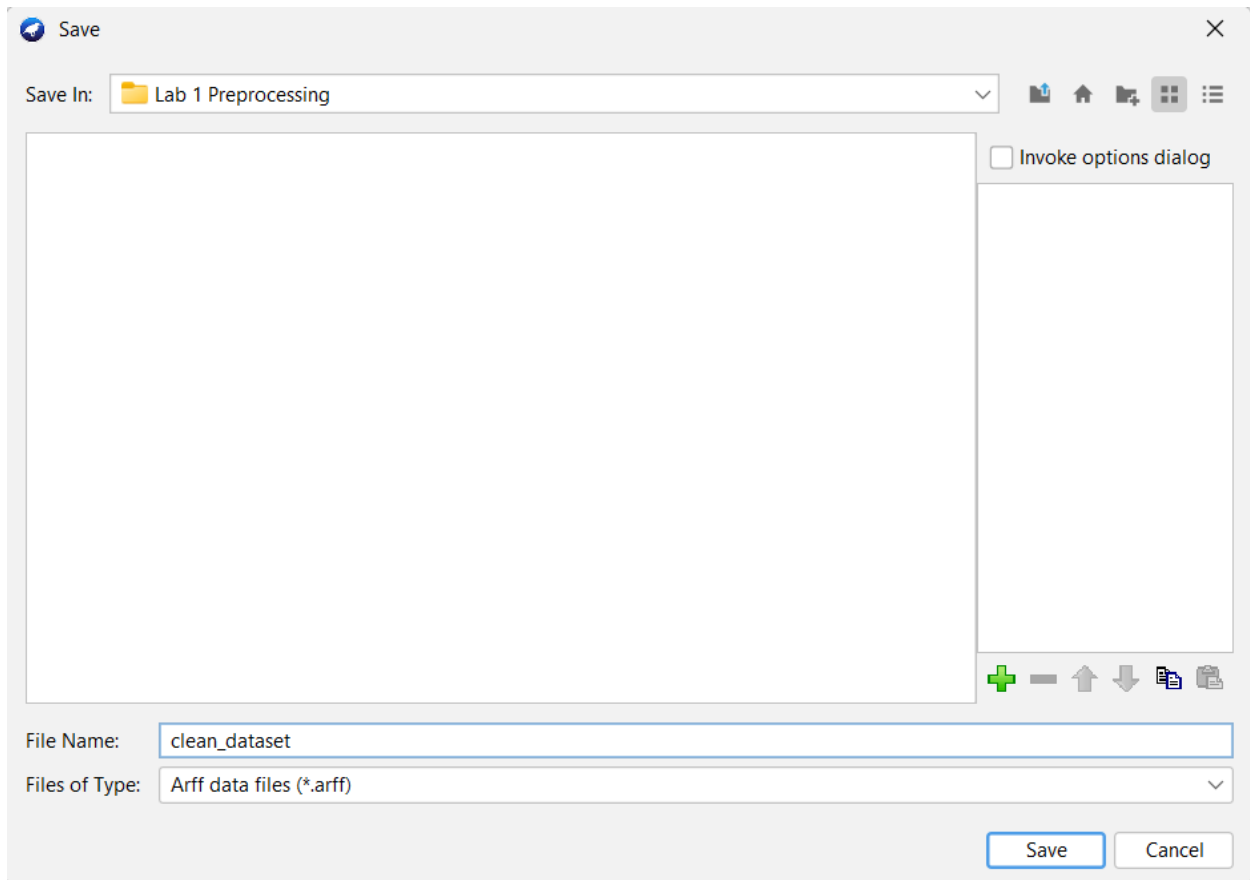 Save
Save In: Lab 1 Preprocessing
Invoke options dialog
File Name: clean_dataset
Files of Type: Arff data files (*.arff)
Save Cancel